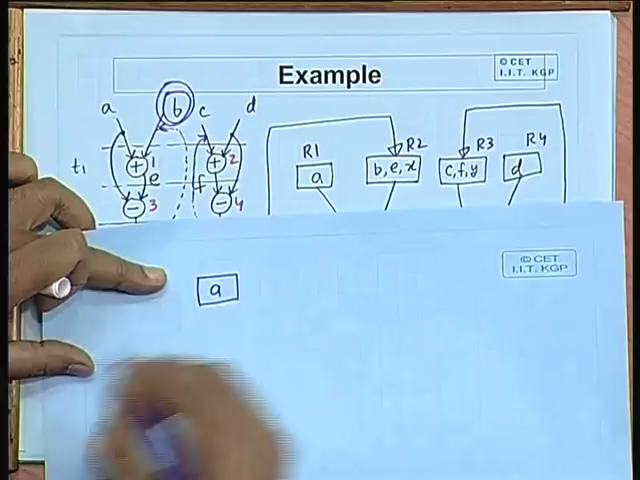 Example
© CET
I.I.T. KGP
a b c d
R1 R2 R3 R4
a b,e,x c,f,y d
t1 + 1 + 2
e f
- 3 - 4
© CET
I.I.T. KGP
a